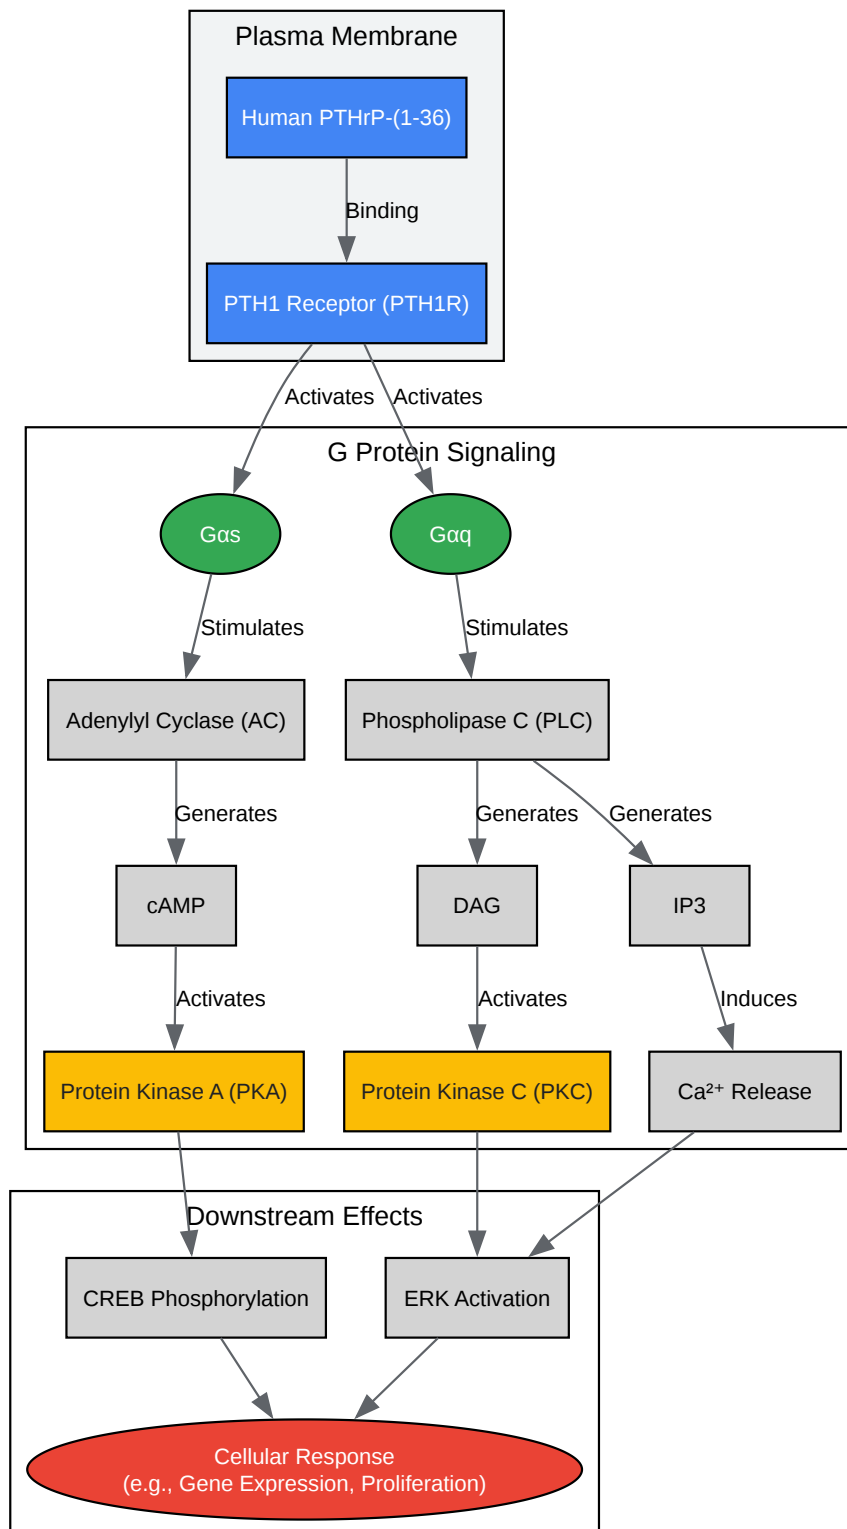 Plasma Membrane
Human PTHrP-(1-36)
Binding
PTH1 Receptor (PTH1R)
Activates
Activates
G Protein Signaling
Gαs
Gαq
Stimulates
Stimulates
Adenylyl Cyclase (AC)
Phospholipase C (PLC)
Generates
Generates
Generates
cAMP
DAG
IP3
Activates
Activates
Induces
Protein Kinase A (PKA)
Protein Kinase C (PKC)
Ca²⁺ Release
Downstream Effects
CREB Phosphorylation
ERK Activation
Cellular Response
(e.g., Gene Expression, Proliferation)